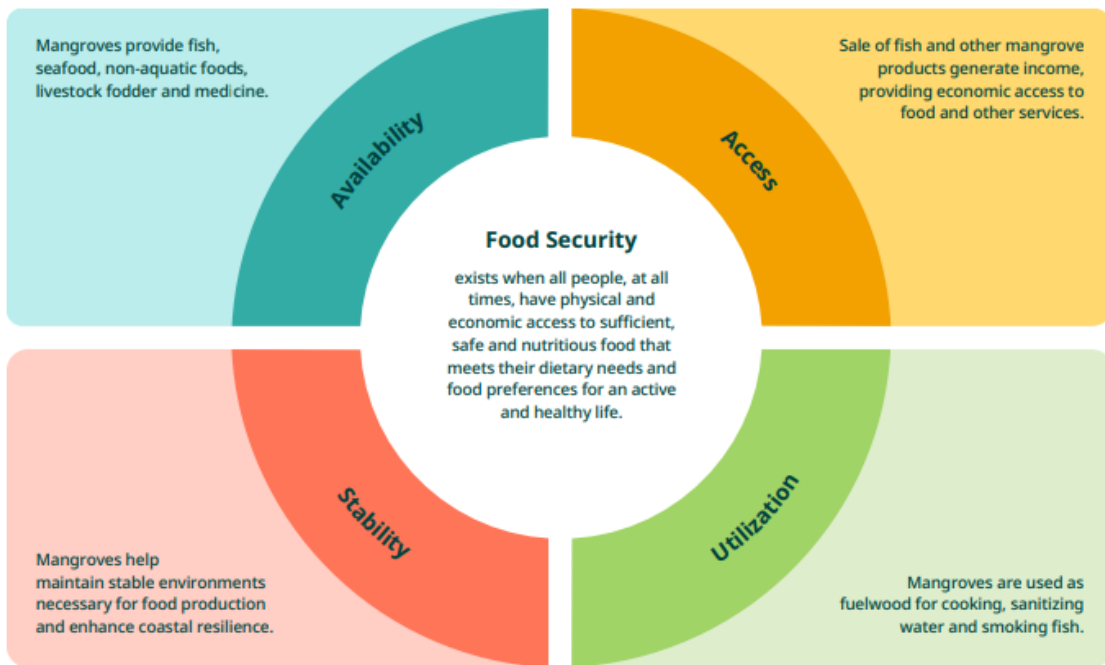 Mangroves provide fish,
seafood, non-aquatic foods,
livestock fodder and medicine.
Availability
Sale of fish and other mangrove
products generate income,
providing economic access to
food and other services.
Access
Food Security
exists when all people, at all
times, have physical and
economic access to sufficient,
safe and nutritious food that
meets their dietary needs and
food preferences for an active
and healthy life.
Stability
Mangroves help
maintain stable environments
necessary for food production
and enhance coastal resilience.
Utilization
Mangroves are used as
fuelwood for cooking, sanitizing
water and smoking fish.